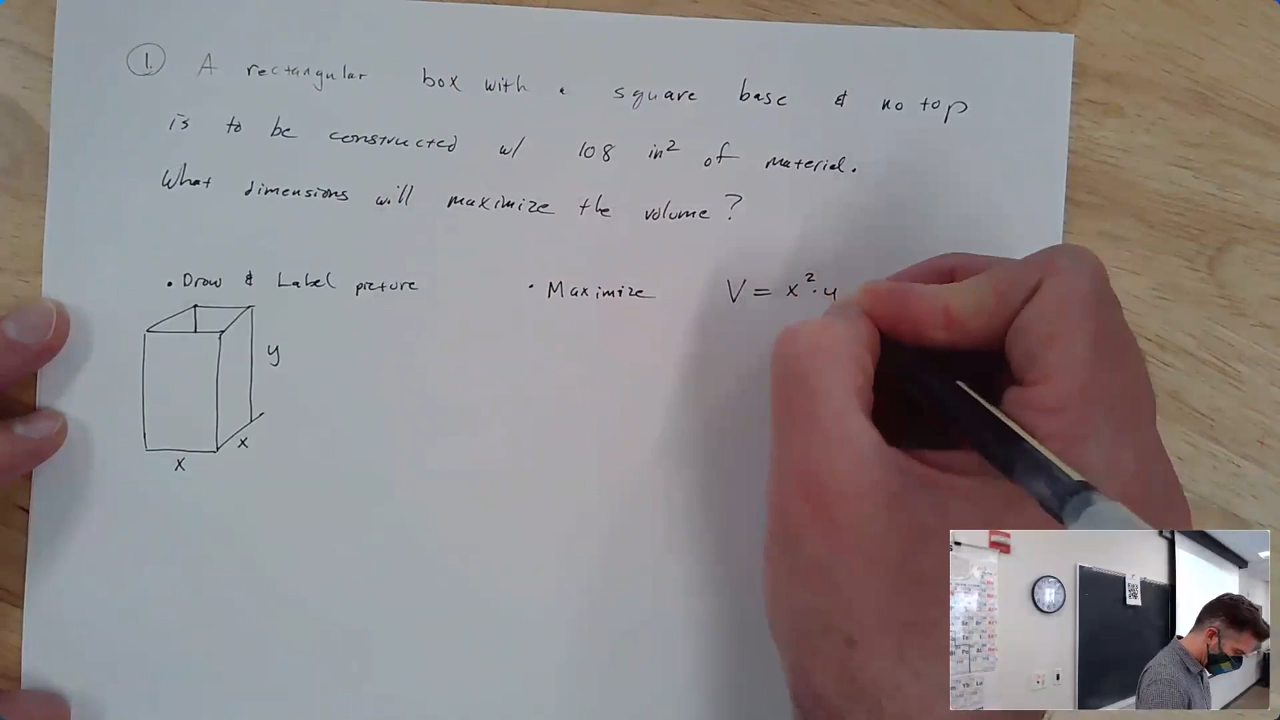 1. A rectangular box with a square base & no top
is to be constructed w/ 108 in² of material.
What dimensions will maximize the volume?
• Draw & Label picture
• Maximize V = x²·y
y
x
x